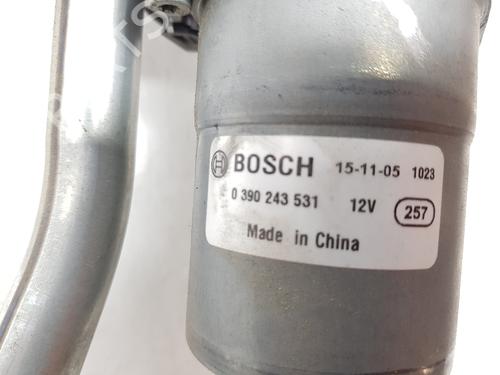 BOSCH 15-11-05 1023
0 390 243 531 12V 257
Made in China